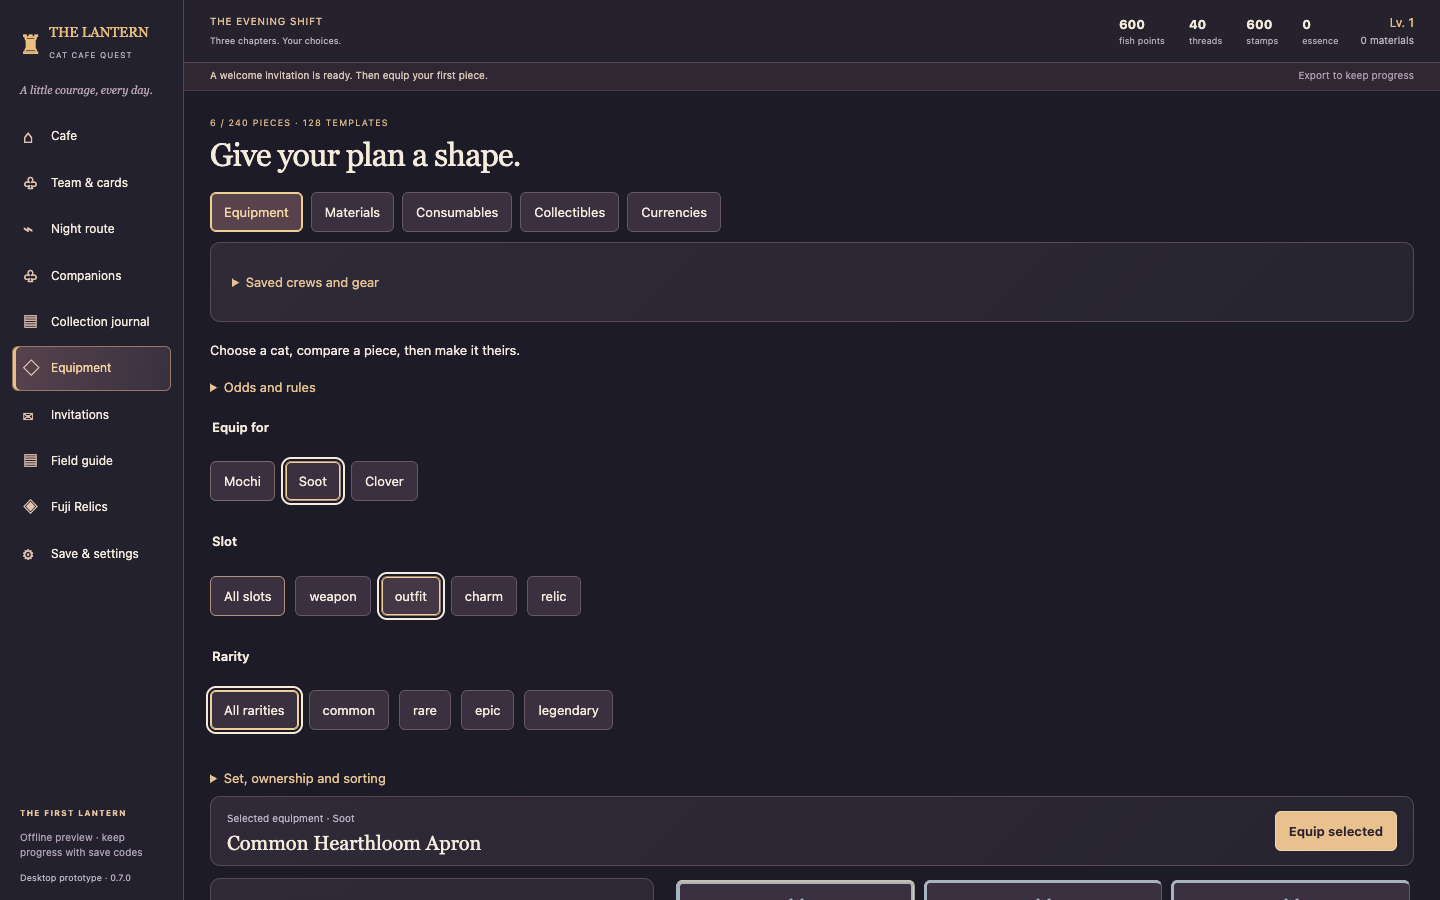 THE LANTERN
CAT CAFE QUEST
A little courage, every day.
Cafe
Team & cards
Night route
Companions
Collection journal
Equipment
Invitations
Field guide
Fuji Relics
Save & settings
THE FIRST LANTERN
Offline preview · keep
progress with save codes
Desktop prototype · 0.7.0
THE EVENING SHIFT
Three chapters. Your choices.
600
fish points
40
threads
600
stamps
0
essence
Lv. 1
0 materials
A welcome invitation is ready. Then equip your first piece.
Export to keep progress
6 / 240 PIECES · 128 TEMPLATES
Give your plan a shape.
Equipment
Materials
Consumables
Collectibles
Currencies
Saved crews and gear
Choose a cat, compare a piece, then make it theirs.
Odds and rules
Equip for
Mochi
Soot
Clover
Slot
All slots
weapon
outfit
charm
relic
Rarity
All rarities
common
rare
epic
legendary
Set, ownership and sorting
Selected equipment · Soot
Common Hearthloom Apron
Equip selected